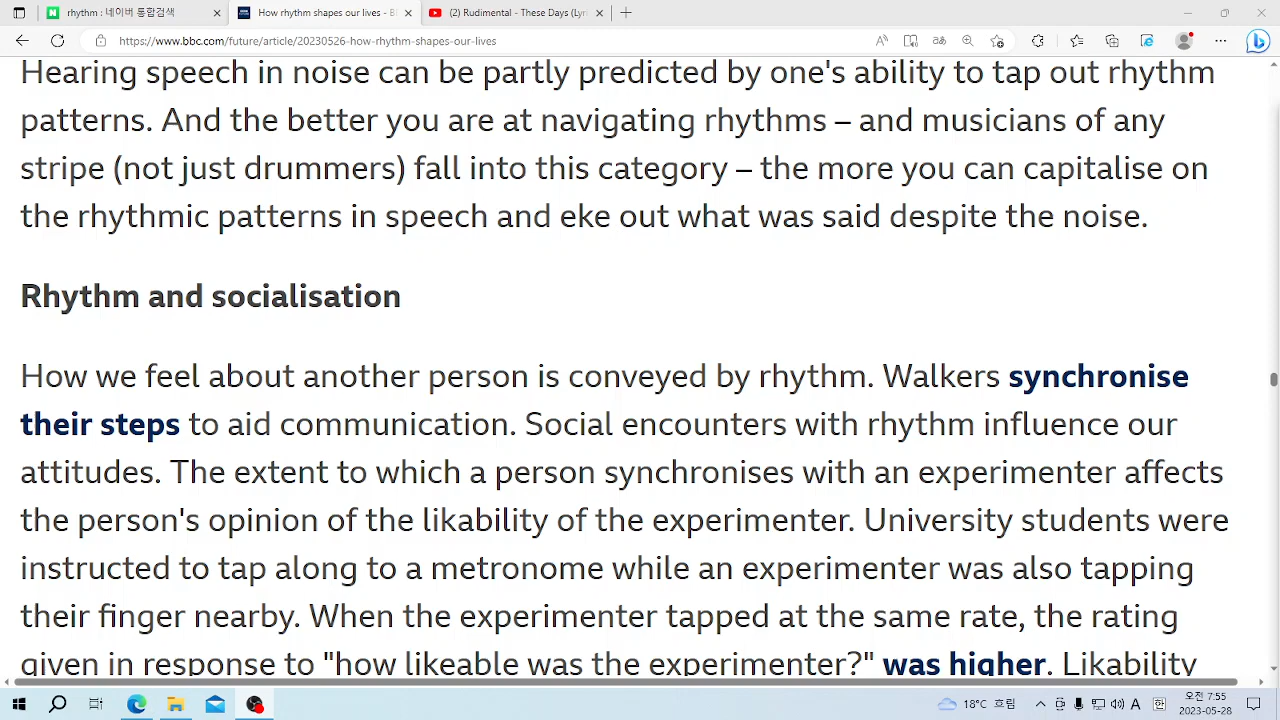 rhythm : 네이버 통합검색
How rhythm shapes our lives - B
(2) Rudimental - These Days (Lyr
https://www.bbc.com/future/article/20230526-how-rhythm-shapes-our-lives
Hearing speech in noise can be partly predicted by one's ability to tap out rhythm
patterns. And the better you are at navigating rhythms – and musicians of any
stripe (not just drummers) fall into this category – the more you can capitalise on
the rhythmic patterns in speech and eke out what was said despite the noise.
Rhythm and socialisation
How we feel about another person is conveyed by rhythm. Walkers synchronise
their steps to aid communication. Social encounters with rhythm influence our
attitudes. The extent to which a person synchronises with an experimenter affects
the person's opinion of the likability of the experimenter. University students were
instructed to tap along to a metronome while an experimenter was also tapping
their finger nearby. When the experimenter tapped at the same rate, the rating
given in response to "how likeable was the experimenter?" was higher. Likability
18°C 흐림
A
오전 7:55
2023-05-28